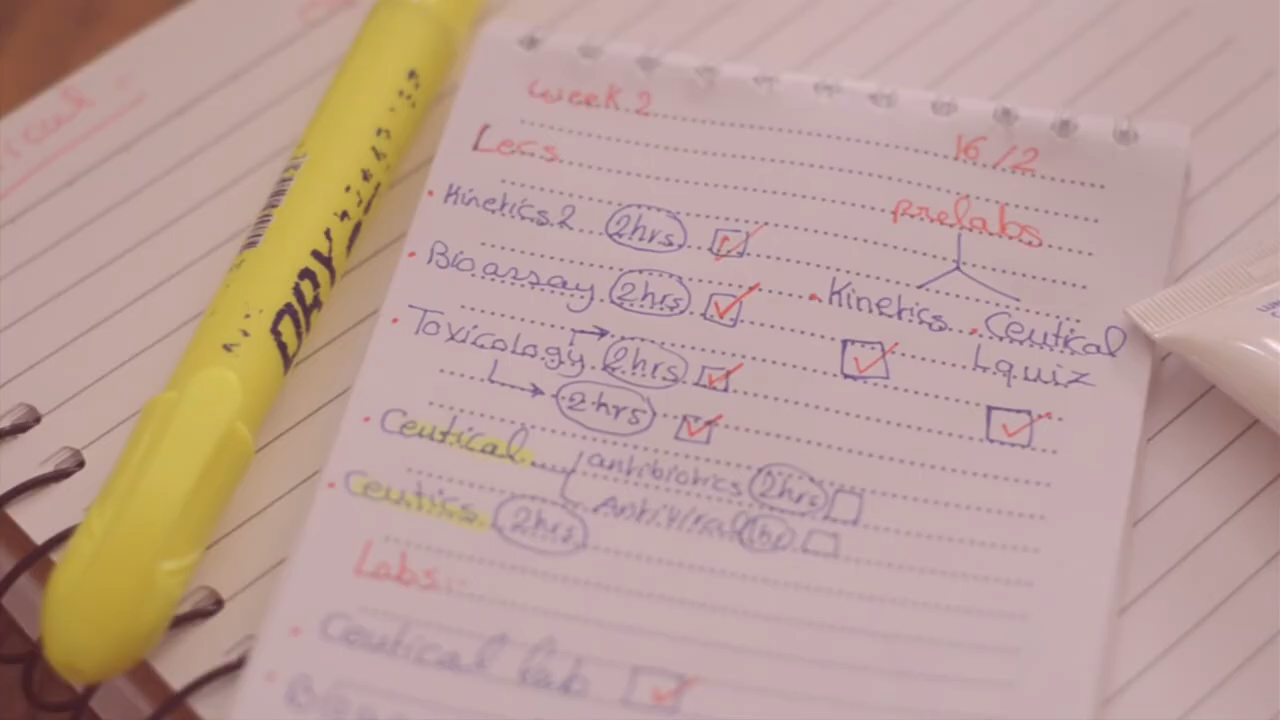 week.2
16/2
Lecs
prelabs
Kinetics 2 2hrs
Bioassay 2hrs
Kinetics
Ceutical
L.quiz
Toxicology 2hrs
2hrs
Ceutical antibiotics 2hrs
Antiviral 1hr
Ceutics 2hrs
Labs
Ceutical lab
DRY